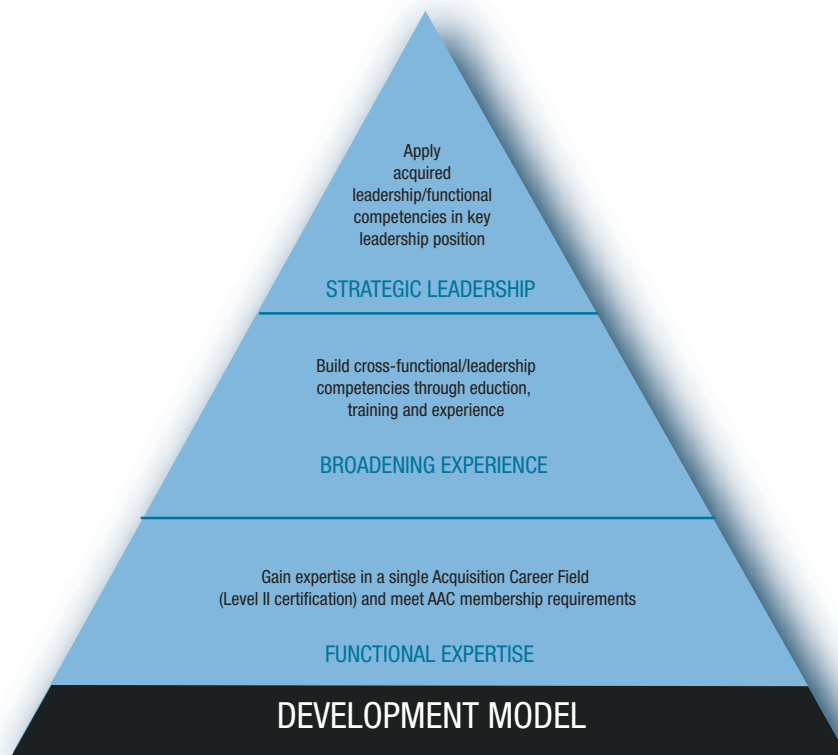 Apply
acquired
leadership/functional
competencies in key
leadership position
STRATEGIC LEADERSHIP
Build cross-functional/leadership
competencies through eduction,
training and experience
BROADENING EXPERIENCE
Gain expertise in a single Acquisition Career Field
(Level II certification) and meet AAC membership requirements
FUNCTIONAL EXPERTISE
DEVELOPMENT MODEL